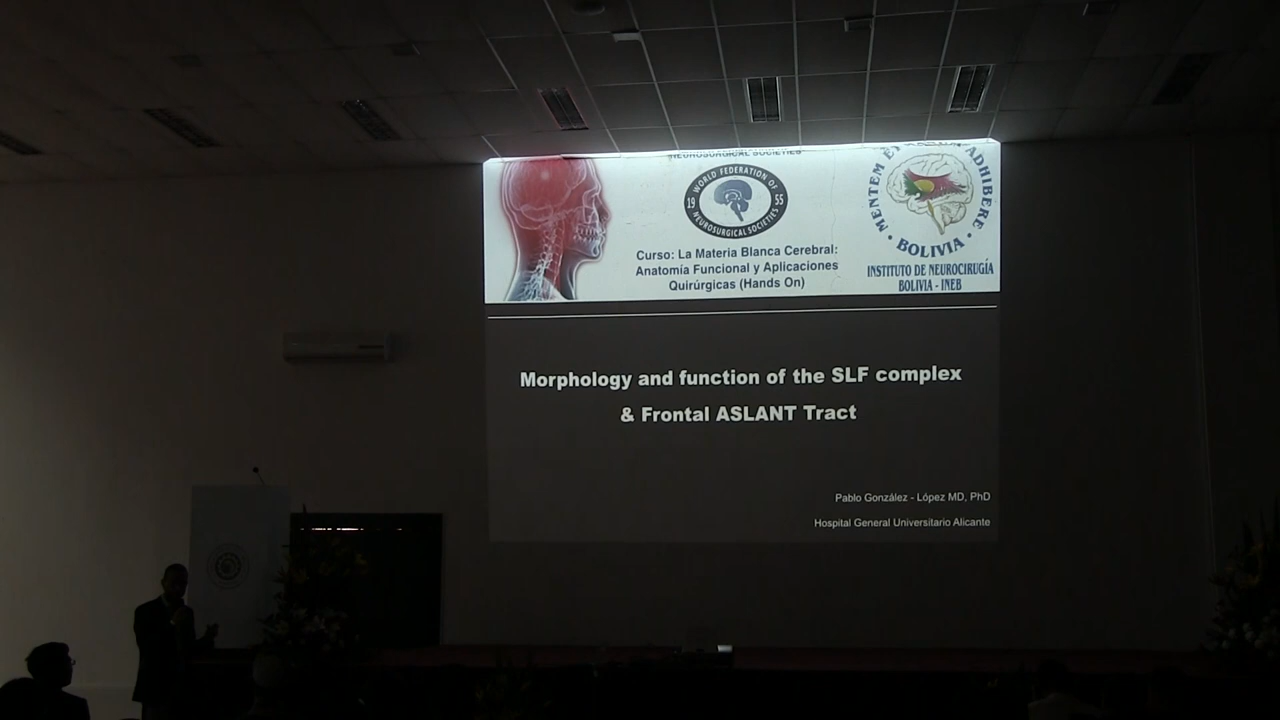 NEUROSURGICAL SOCIETIES
WORLD FEDERATION OF
19 55
NEUROSURGICAL SOCIETIES
Curso: La Materia Blanca Cerebral:
Anatomía Funcional y Aplicaciones
Quirúrgicas (Hands On)
MENTEM ADHIBERE
• BOLIVIA •
INSTITUTO DE NEUROCIRUGÍA
BOLIVIA - INEB
Morphology and function of the SLF complex
& Frontal ASLANT Tract
Pablo González - López MD, PhD
Hospital General Universitario Alicante